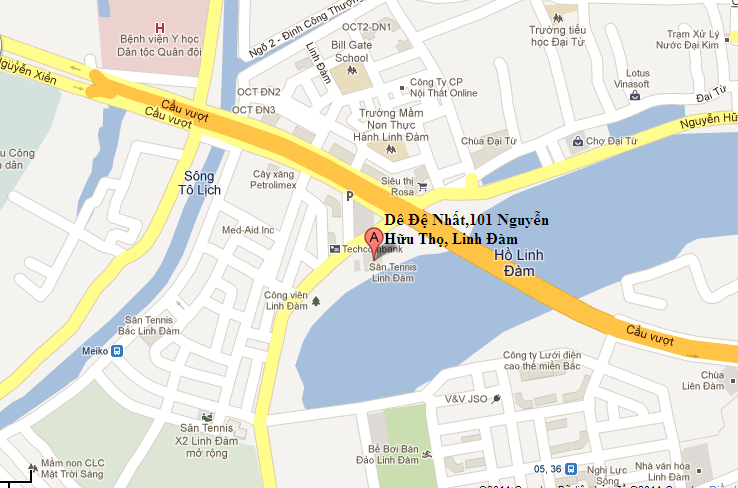 Bệnh viện Y học
Dân tộc Quân đội
H
Nguyễn Xiển
Cầu vượt
Cầu vượt
Ngõ 2 - Định Công Thượng
OCT2-DN1
Linh Đàm
Bill Gate
School
Trường tiểu
học Đại Từ
Trạm Xử Lý
Nước Đại Kim
Lotus
Vinasoft
Công Ty CP
Nội Thất Online
OCT ĐN2
OCT ĐN3
Đại Từ
Trường Mầm
Non Thực
Hành Linh Đàm
Chùa Đại Từ
Chợ Đại Từ
Nguyễn Hữ
u Công
n dân
Sông
Tô Lịch
Cây xăng
Petrolimex
Siêu thị
Rosa
P
Dê Đệ Nhất,101 Nguyễn
Hữu Thọ, Linh Đàm
A
Med-Aid Inc
Techcombank
Sân Tennis
Linh Đàm
Hồ Linh
Đàm
Công viên
Linh Đàm
Sân Tennis
Bắc Linh Đàm
Meiko
Cầu vượt
Công ty Lưới điện
cao thế miền Bắc
Chùa
Liên Đàm
V&V JSO
Sân Tennis
X2 Linh Đàm
mở rộng
Bể Bơi Bán
Đảo Linh Đàm
Mầm non CLC
Mặt Trời Sáng
05, 36
Nghị Lực
Sống
Nhà văn hóa
Linh Đàm